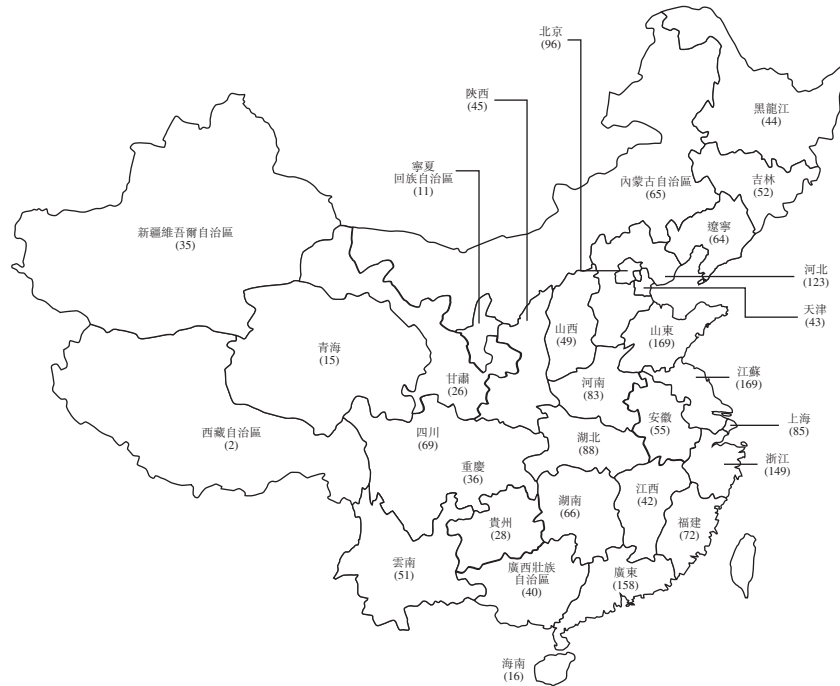 北京
(96)
陝西
(45)
黑龍江
(44)
寧夏
回族自治區
(11)
內蒙古自治區
(65)
吉林
(52)
新疆維吾爾自治區
(35)
遼寧
(64)
河北
(123)
天津
(43)
山西
(49)
山東
(169)
青海
(15)
甘肅
(26)
河南
(83)
江蘇
(169)
安徽
(55)
上海
(85)
西藏自治區
(2)
四川
(69)
湖北
(88)
浙江
(149)
重慶
(36)
江西
(42)
湖南
(66)
福建
(72)
貴州
(28)
雲南
(51)
廣西壯族
自治區
(40)
廣東
(158)
海南
(16)